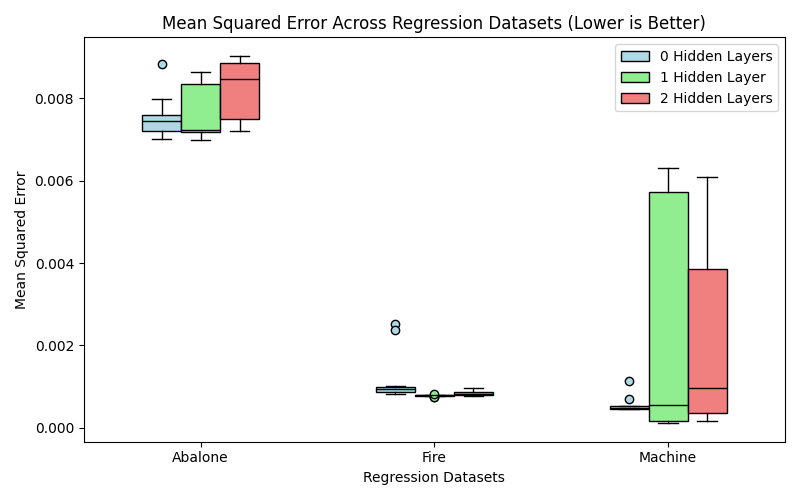 Mean Squared Error Across Regression Datasets (Lower is Better)
0 Hidden Layers
1 Hidden Layer
2 Hidden Layers
Mean Squared Error
0.008
0.006
0.004
0.002
0.000
Abalone
Fire
Machine
Regression Datasets